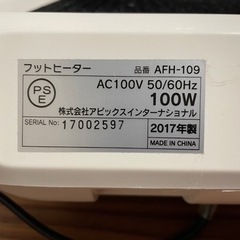 フットヒーター 品番 AFH-109
PS
E
AC100V 50/60Hz
100W
株式会社アピックスインターナショナル
SERIAL No: 17002597
2017年製
MADE IN CHINA